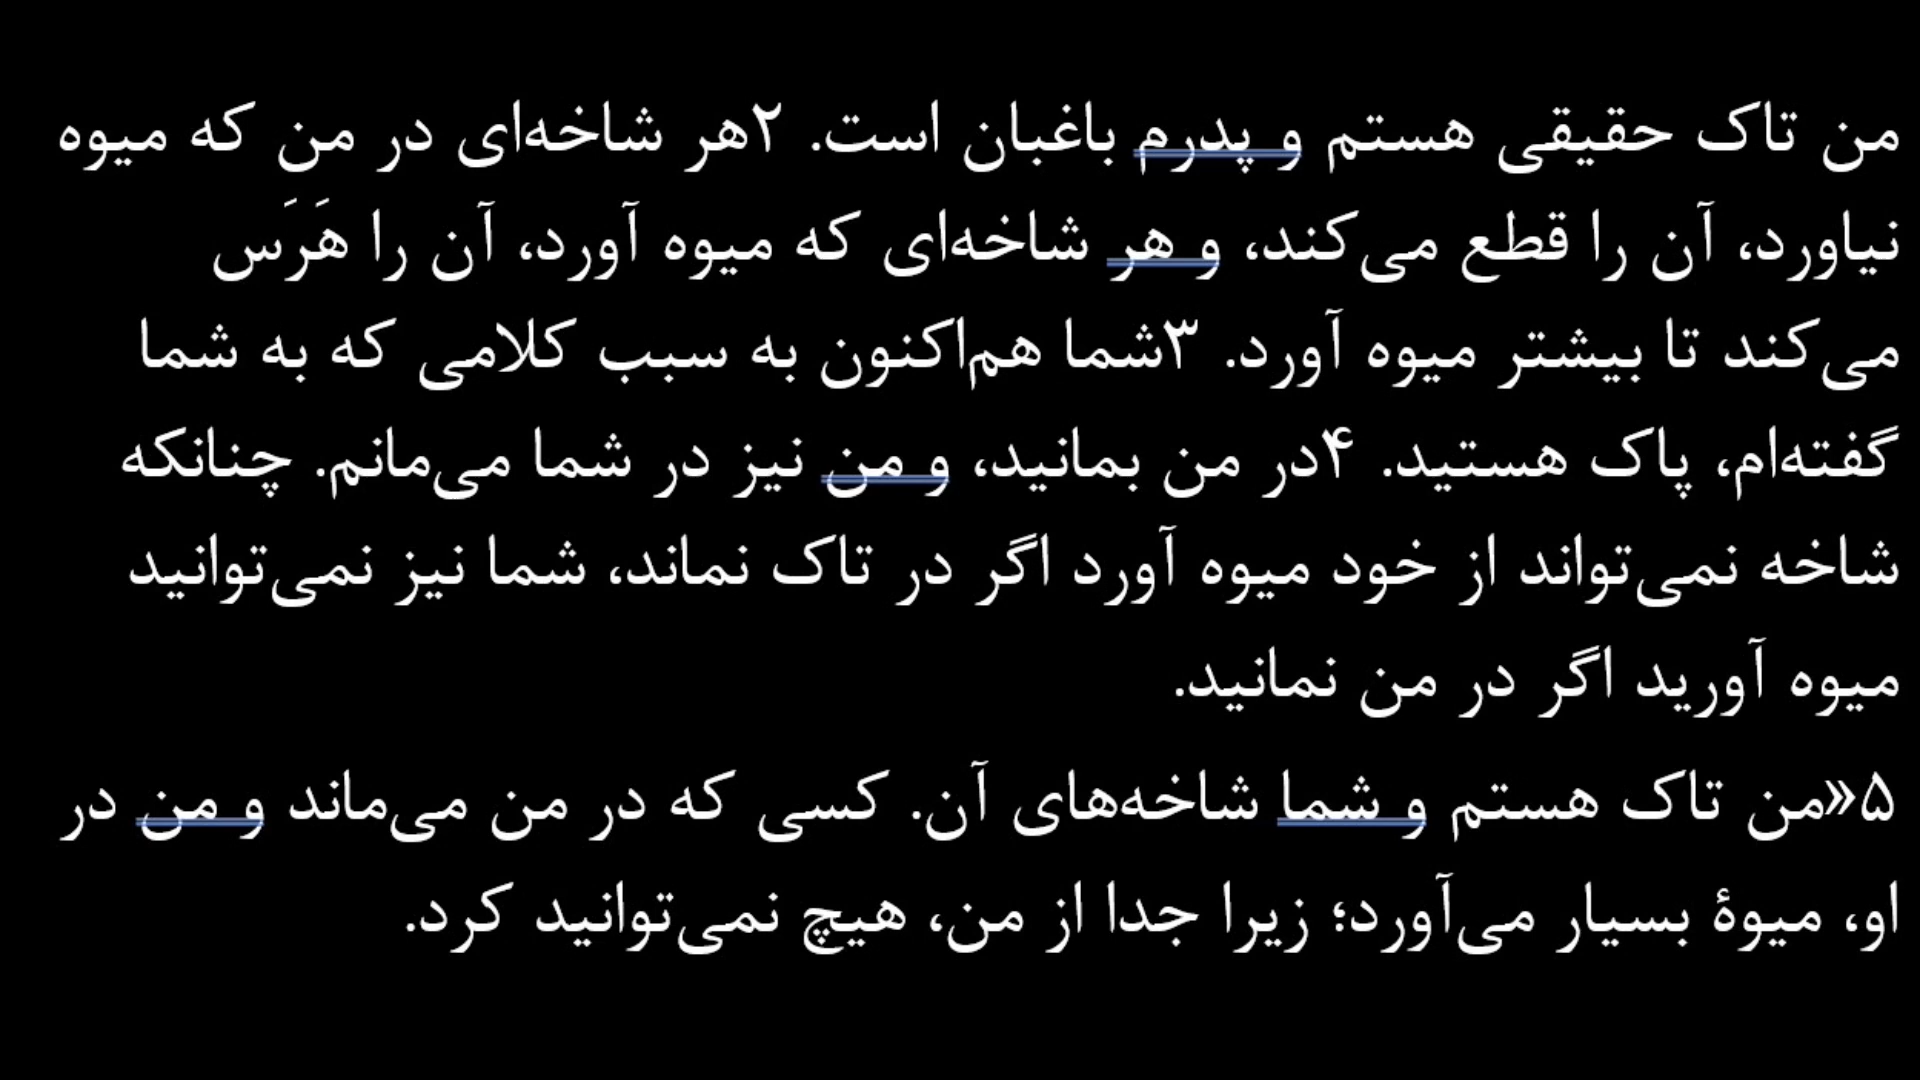 من تاک حقیقی هستم و پدرم باغبان است. ۲هر شاخه‌ای در من که میوه
نیاورد، آن را قطع می‌کند، و هر شاخه‌ای که میوه آورد، آن را هَرَس
می‌کند تا بیشتر میوه آورد. ۳شما هم‌اکنون به سبب کلامی که به شما
گفته‌ام، پاک هستید. ۴در من بمانید، و من نیز در شما می‌مانم. چنانکه
شاخه نمی‌تواند از خود میوه آورد اگر در تاک نماند، شما نیز نمی‌توانید
میوه آورید اگر در من نمانید.
۵«من تاک هستم و شما شاخه‌های آن. کسی که در من می‌ماند و من در
او، میوهٔ بسیار می‌آورد؛ زیرا جدا از من، هیچ نمی‌توانید کرد.